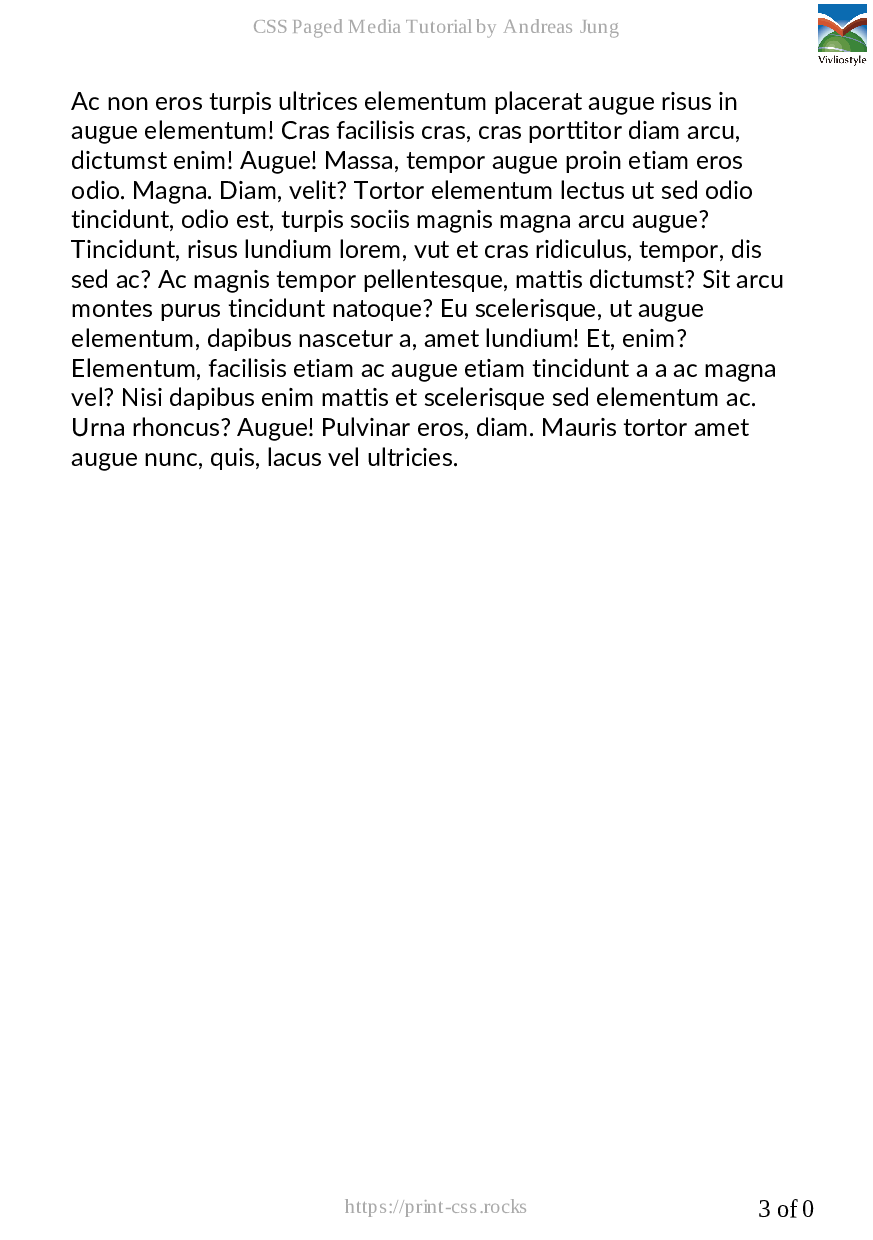 CSS Paged Media Tutorial by Andreas Jung
Vivliostyle
Ac non eros turpis ultrices elementum placerat augue risus in
augue elementum! Cras facilisis cras, cras porttitor diam arcu,
dictumst enim! Augue! Massa, tempor augue proin etiam eros
odio. Magna. Diam, velit? Tortor elementum lectus ut sed odio
tincidunt, odio est, turpis sociis magnis magna arcu augue?
Tincidunt, risus lundium lorem, vut et cras ridiculus, tempor, dis
sed ac? Ac magnis tempor pellentesque, mattis dictumst? Sit arcu
montes purus tincidunt natoque? Eu scelerisque, ut augue
elementum, dapibus nascetur a, amet lundium! Et, enim?
Elementum, facilisis etiam ac augue etiam tincidunt a a ac magna
vel? Nisi dapibus enim mattis et scelerisque sed elementum ac.
Urna rhoncus? Augue! Pulvinar eros, diam. Mauris tortor amet
augue nunc, quis, lacus vel ultricies.
https://print-css.rocks
3 of 0